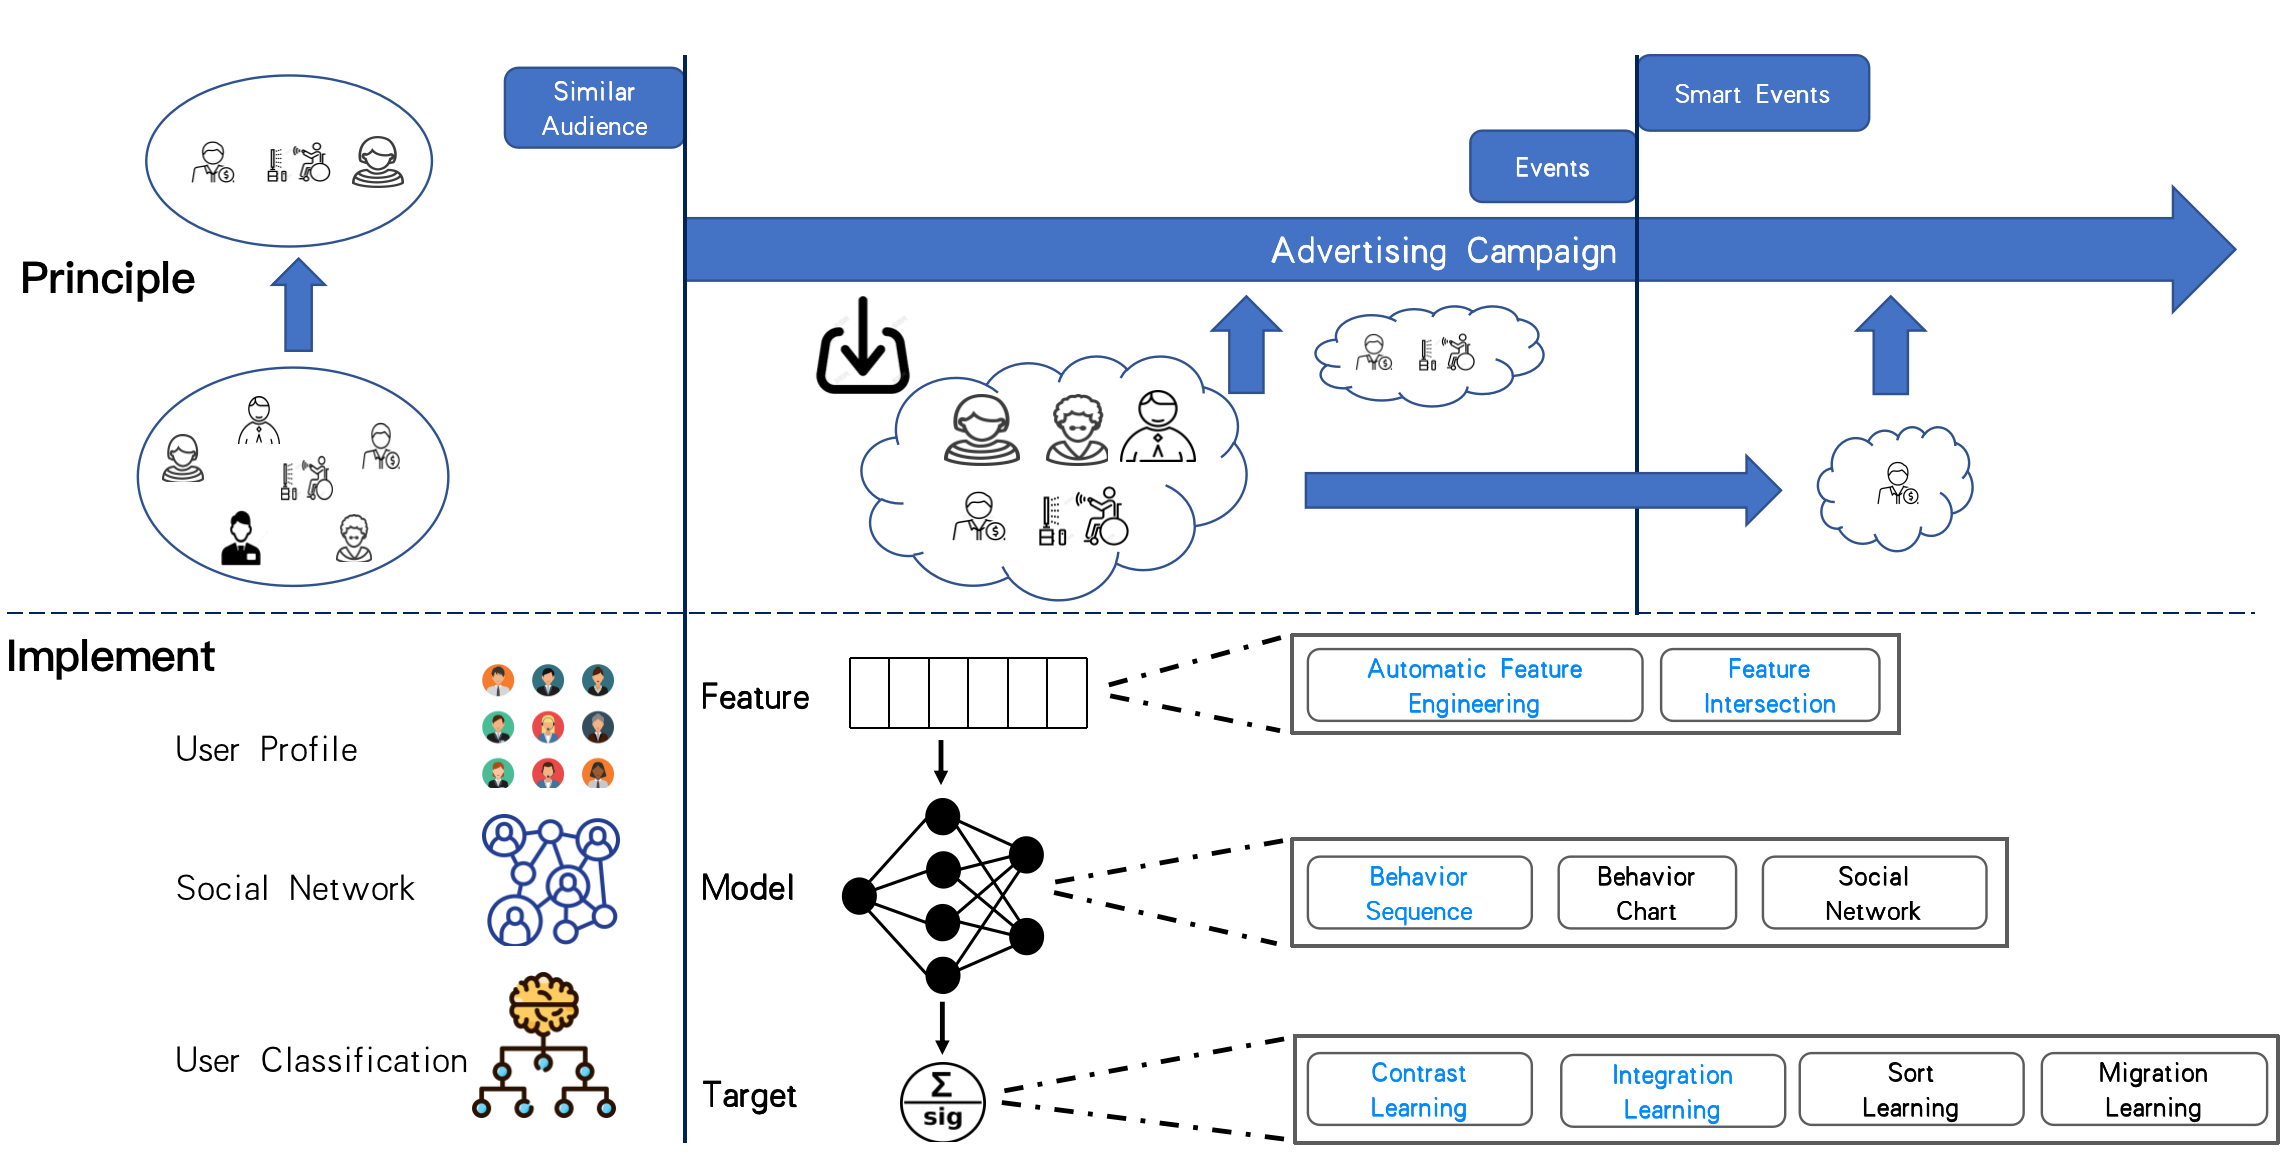 Similar
Audience
Smart Events
Events
Advertising Campaign
Principle
Implement
User Profile
Social Network
User Classification
Feature
Automatic Feature
Engineering
Feature
Intersection
Model
Behavior
Sequence
Behavior
Chart
Social
Network
Target
Σ
sig
Contrast
Learning
Integration
Learning
Sort
Learning
Migration
Learning